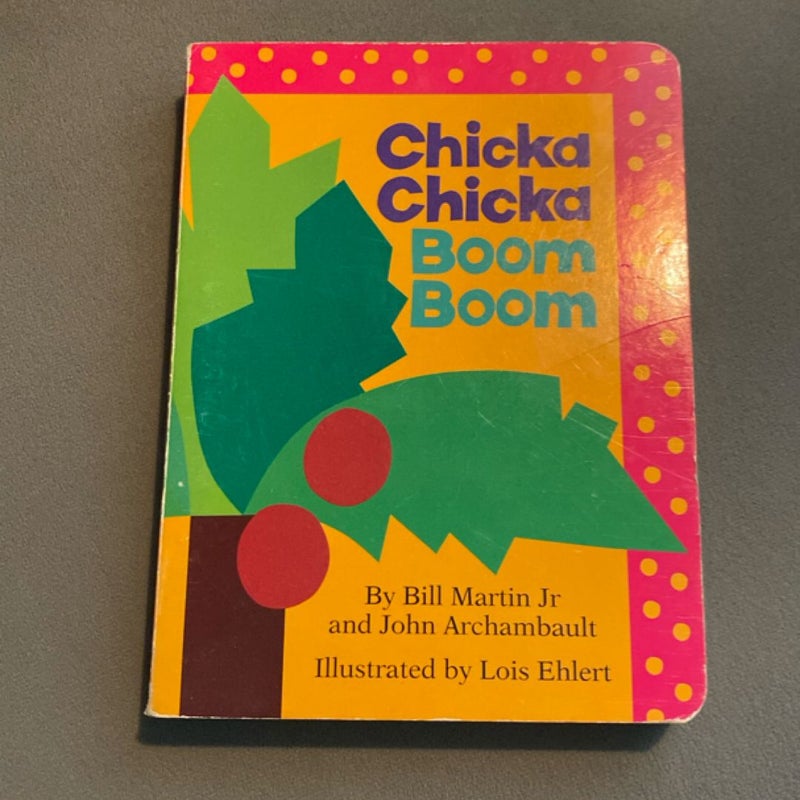 Chicka
Chicka
Boom
Boom
By Bill Martin Jr
and John Archambault
Illustrated by Lois Ehlert